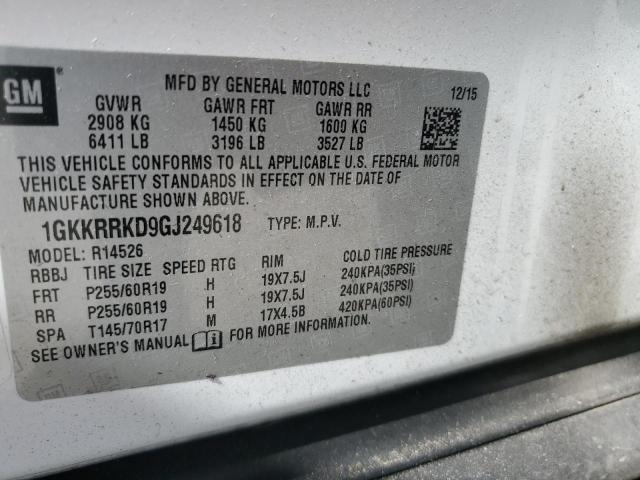 GM
MFD BY GENERAL MOTORS LLC 12/15
GVWR GAWR FRT GAWR RR
2908 KG 1450 KG 1600 KG
6411 LB 3196 LB 3527 LB
THIS VEHICLE CONFORMS TO ALL APPLICABLE U.S. FEDERAL MOTOR
VEHICLE SAFETY STANDARDS IN EFFECT ON THE DATE OF
MANUFACTURE SHOWN ABOVE.
1GKKRRKD9GJ249618 TYPE: M.P.V.
MODEL: R14526
RBBJ TIRE SIZE SPEED RTG RIM COLD TIRE PRESSURE
FRT P255/60R19 H 19X7.5J 240KPA(35PSI)
RR P255/60R19 H 19X7.5J 240KPA(35PSI)
SPA T145/70R17 M 17X4.5B 420KPA(60PSI)
SEE OWNER'S MANUAL FOR MORE INFORMATION.